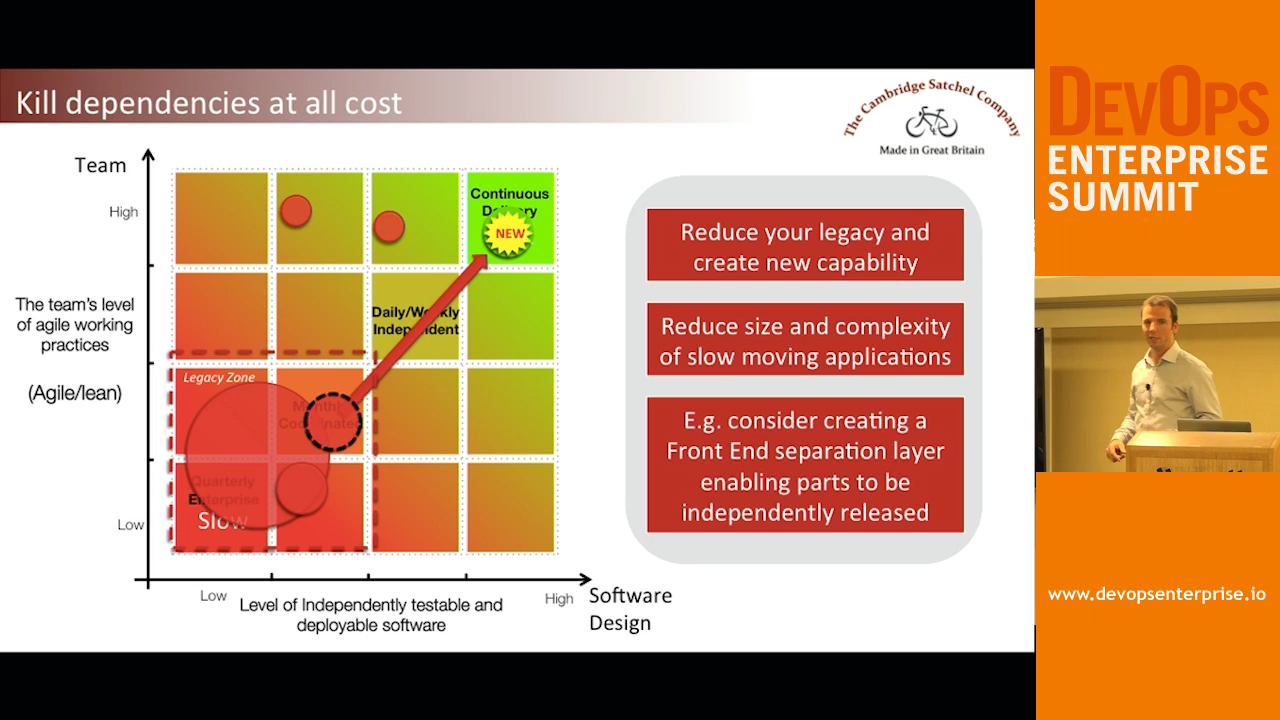 Kill dependencies at all cost
The Cambridge Satchel Company
Made in Great Britain
Team
High
The team's level
of agile working
practices
(Agile/lean)
Low
Continuous
Delivery
NEW
Daily/Weekly
Independent
Legacy Zone
Monthly
Coordinated
Quarterly
Enterprise
Slow
Low
Level of Independently testable and
deployable software
High
Software
Design
Reduce your legacy and
create new capability
Reduce size and complexity
of slow moving applications
E.g. consider creating a
Front End separation layer
enabling parts to be
independently released
DEVOPS
ENTERPRISE
SUMMIT
www.devopsenterprise.io